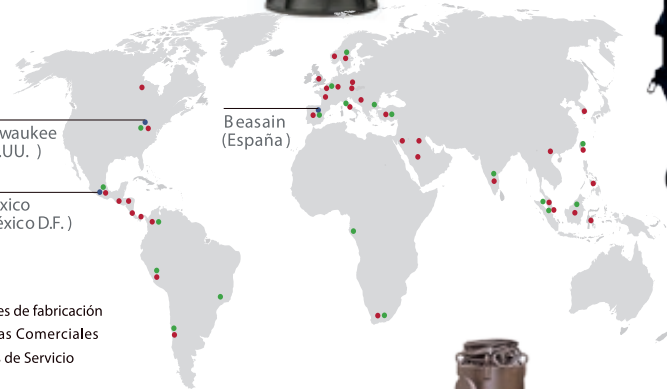 waukee
.UU. )
xico
éxico D.F. )
Beasain
(España)
es de fabricación
as Comerciales
de Servicio